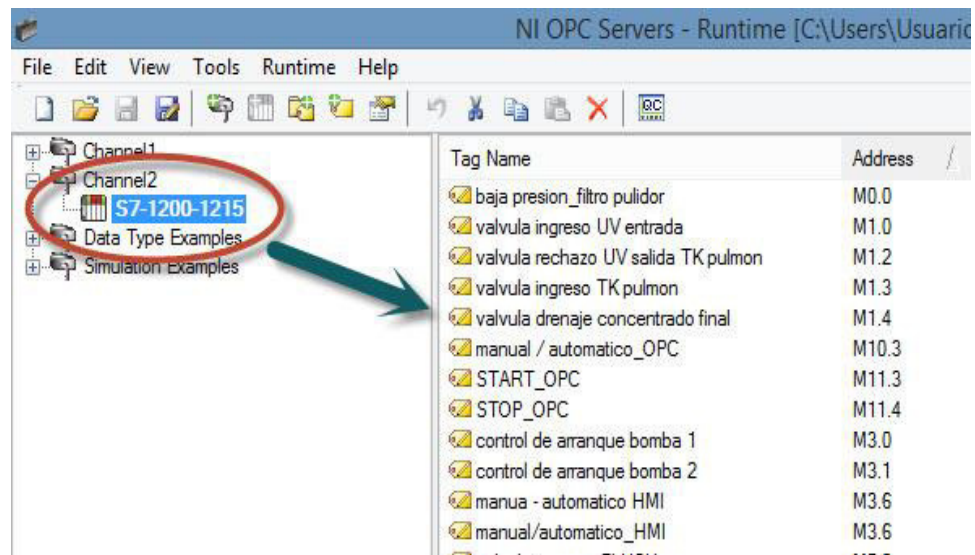 NI OPC Servers - Runtime [C:\Users\Usuario
File Edit View Tools Runtime Help
Channel1
Channel2
S7-1200-1215
Data Type Examples
Simulation Examples
Tag Name Address
baja presion_filtro pulidor M0.0
valvula ingreso UV entrada M1.0
valvula rechazo UV salida TK pulmon M1.2
valvula ingreso TK pulmon M1.3
valvula drenaje concentrado final M1.4
manual / automatico_OPC M10.3
START_OPC M11.3
STOP_OPC M11.4
control de arranque bomba 1 M3.0
control de arranque bomba 2 M3.1
manua - automatico HMI M3.6
manual/automatico_HMI M3.6